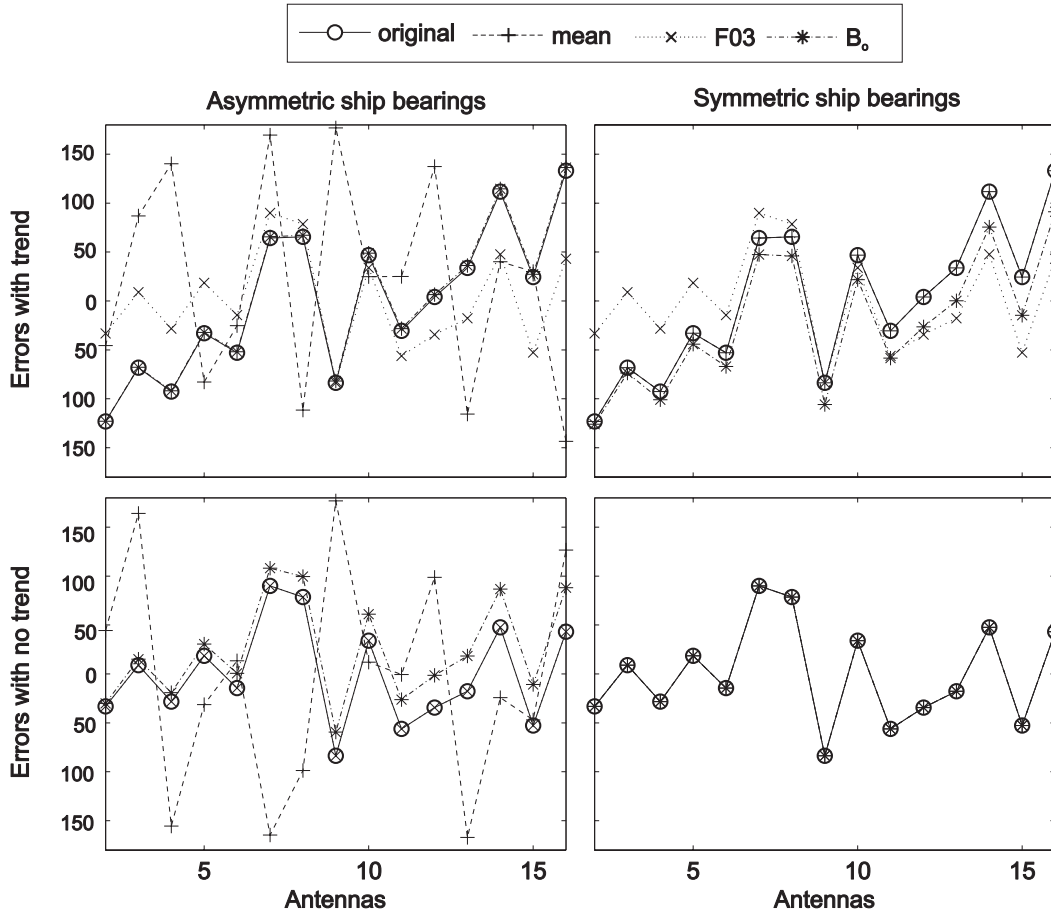 original mean F03 Bₒ
Asymmetric ship bearings
Symmetric ship bearings
Errors with trend
150
100
50
0
50
100
150
Errors with no trend
150
100
50
0
50
100
150
5 10 15
5 10 15
Antennas
Antennas